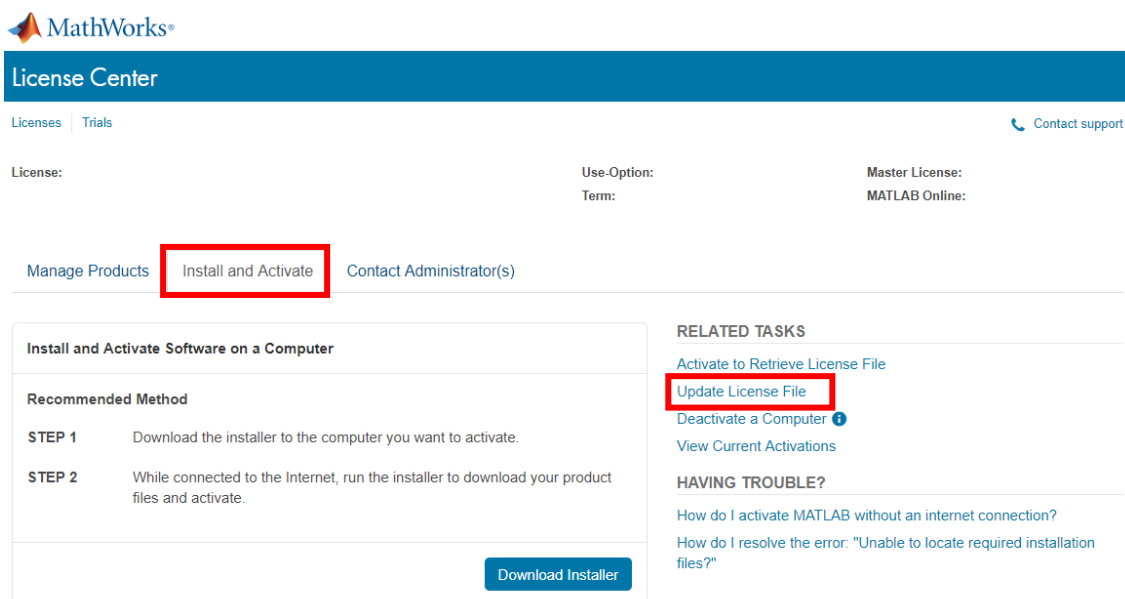 MathWorks®
License Center
Licenses Trials Contact support
License: Use-Option: Master License:
Term: MATLAB Online:
Manage Products Install and Activate Contact Administrator(s)
Install and Activate Software on a Computer
Recommended Method
STEP 1 Download the installer to the computer you want to activate.
STEP 2 While connected to the Internet, run the installer to download your product
files and activate.
Download Installer
RELATED TASKS
Activate to Retrieve License File
Update License File
Deactivate a Computer i
View Current Activations
HAVING TROUBLE?
How do I activate MATLAB without an internet connection?
How do I resolve the error: "Unable to locate required installation
files?"